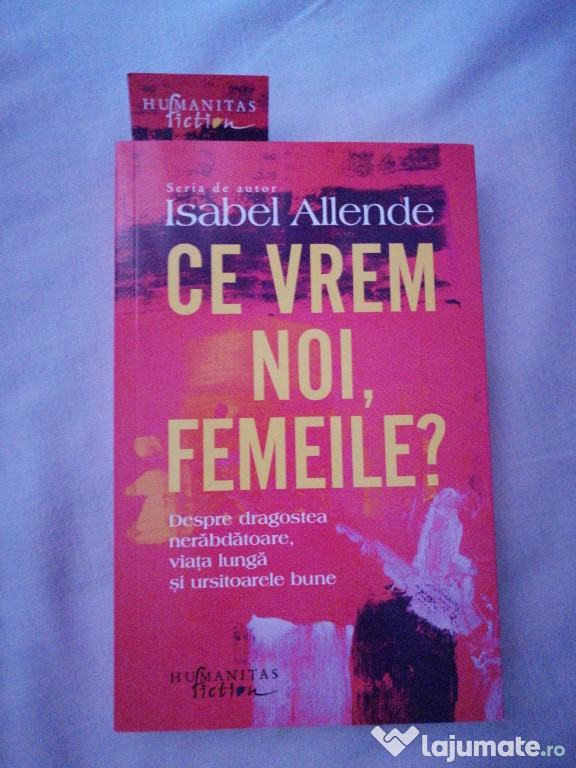 HUMANITAS
fiction
Seria de autor
Isabel Allende
CE VREM
NOI,
FEMEILE?
Despre dragostea
nerăbdătoare,
viața lungă
și ursitoarele bune
HUMANITAS
fiction
lajumate.ro